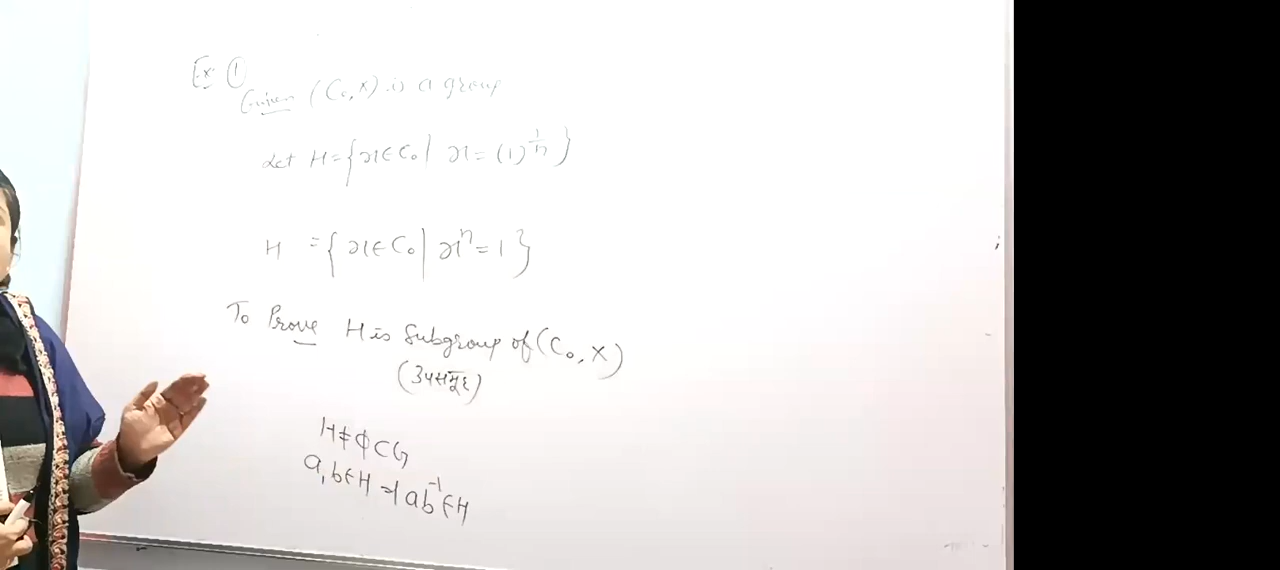 Ex ①
Given (C₀, ×) is a group
Let H = { x ∈ C₀ | x = (1)^{1/n} }
H = { x ∈ C₀ | xⁿ = 1 }
To Prove H is Subgroup of (C₀, ×)
(उपसमूह)
H ≠ ϕ ⊂ G
a, b ∈ H ⇒ ab⁻¹ ∈ H